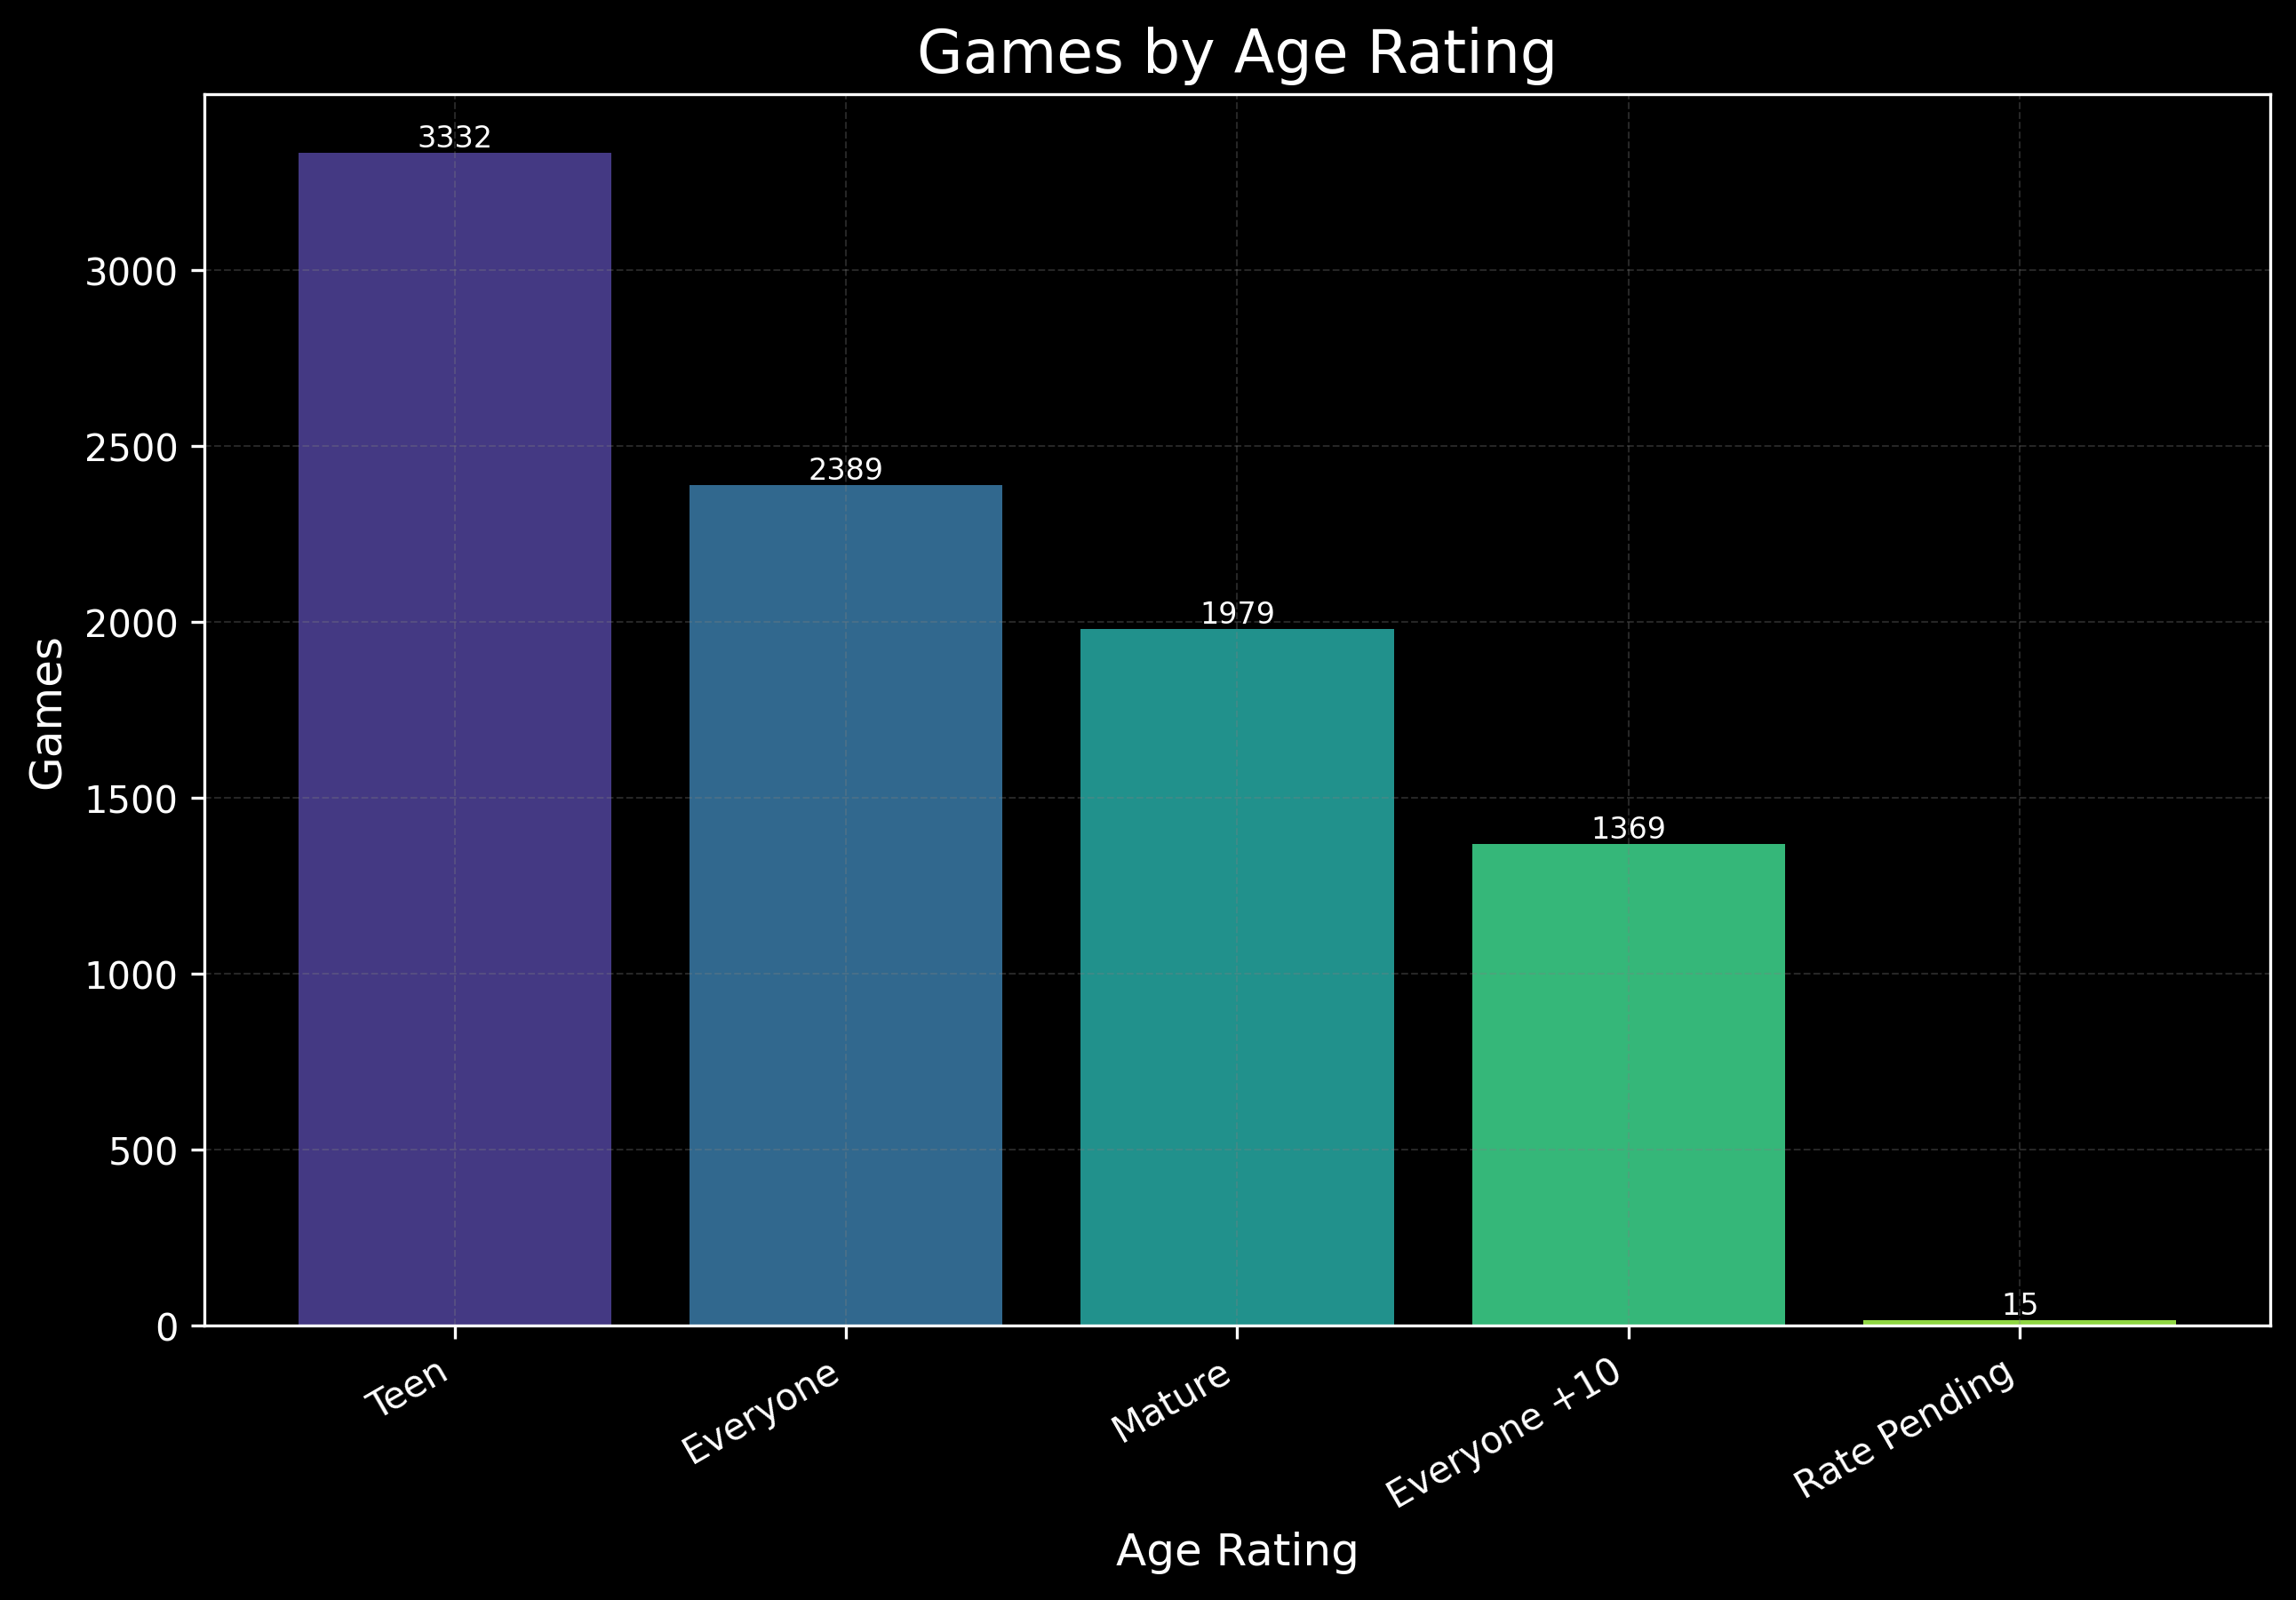 Games by Age Rating
3332
2389
1979
1369
15
3000
2500
2000
1500
1000
500
0
Games
Teen
Everyone
Mature
Everyone +10
Rate Pending
Age Rating